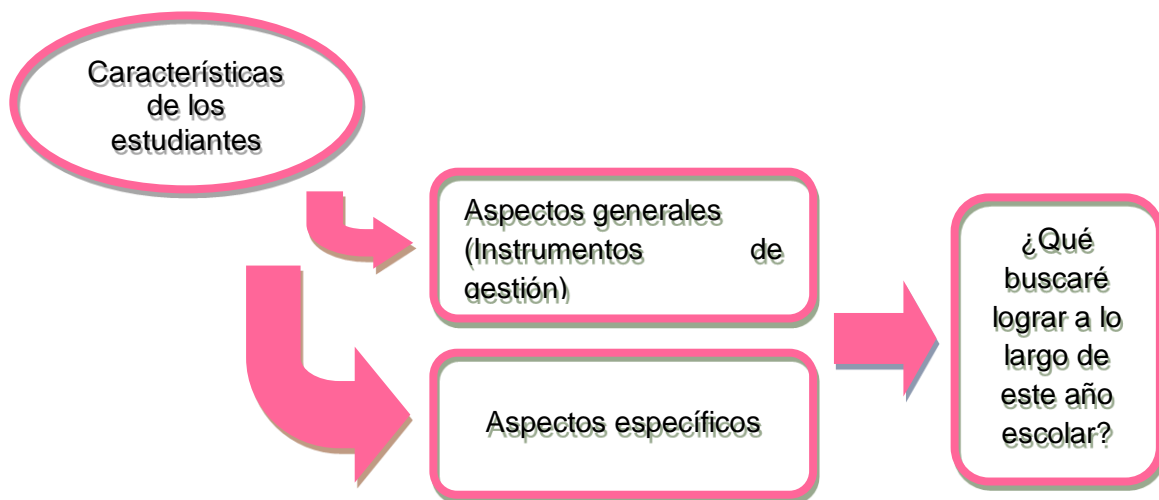 Características
de los
estudiantes
Aspectos generales
(Instrumentos de
gestión)
Aspectos específicos
¿Qué
buscaré
lograr a lo
largo de
este año
escolar?